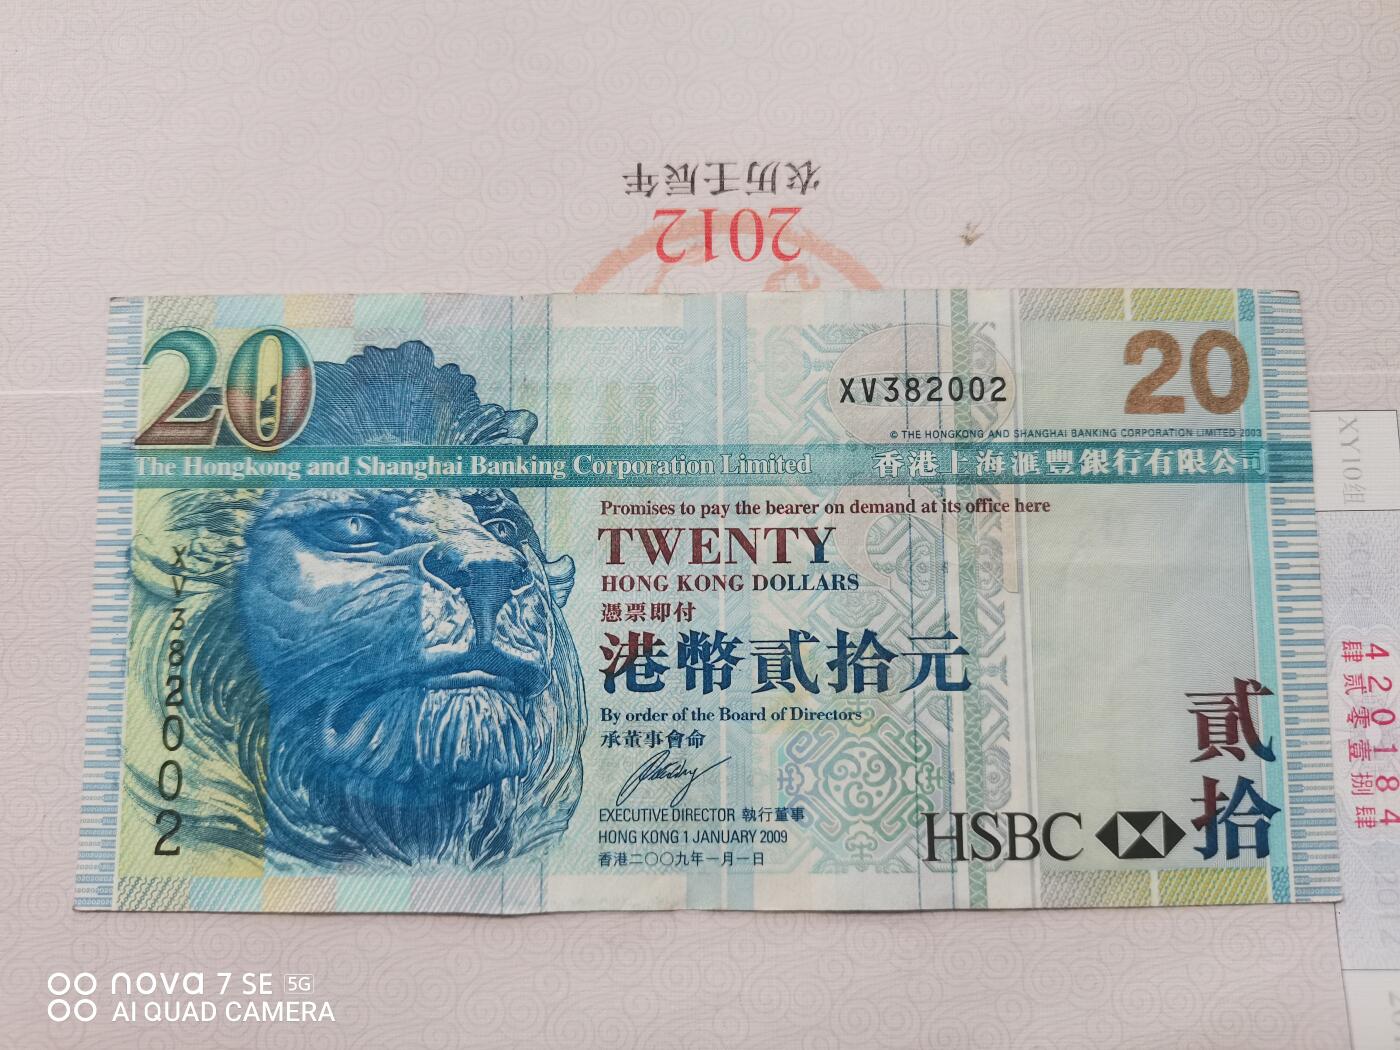 农历壬辰年
2012
20
XV382002
20
© THE HONGKONG AND SHANGHAI BANKING CORPORATION LIMITED 2003
The Hongkong and Shanghai Banking Corporation Limited 香港上海滙豐銀行有限公司
Promises to pay the bearer on demand at its office here
TWENTY
HONG KONG DOLLARS
憑票即付
港幣貳拾元
By order of the Board of Directors
承董事會命
EXECUTIVE DIRECTOR 執行董事
HONG KONG 1 JANUARY 2009
香港二〇〇九年一月一日
XV382002
HSBC
貳拾
XY10组
420184
肆贰零壹捌肆
nova 7 SE 5G
AI QUAD CAMERA